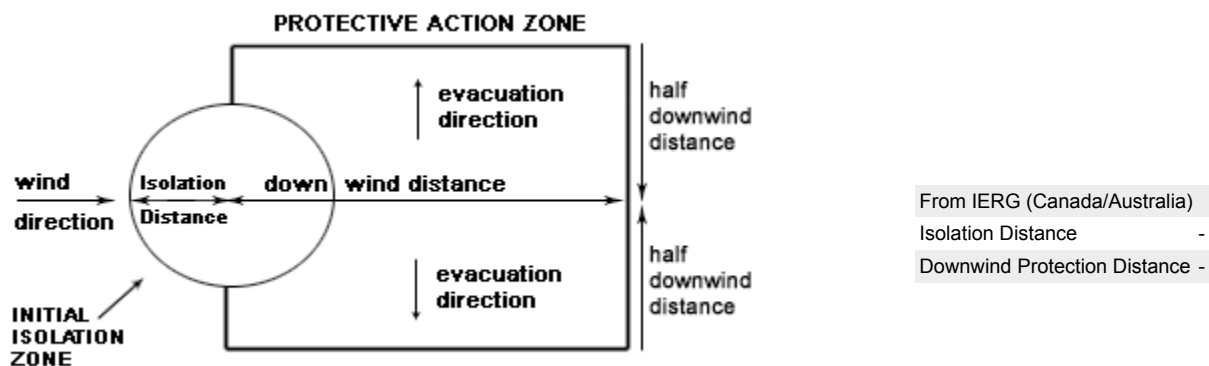 PROTECTIVE ACTION ZONE
evacuation
direction
half
downwind
distance
wind
direction
Isolation
Distance
down wind distance
evacuation
direction
half
downwind
distance
INITIAL
ISOLATION
ZONE
From IERG (Canada/Australia)
Isolation Distance -
Downwind Protection Distance -